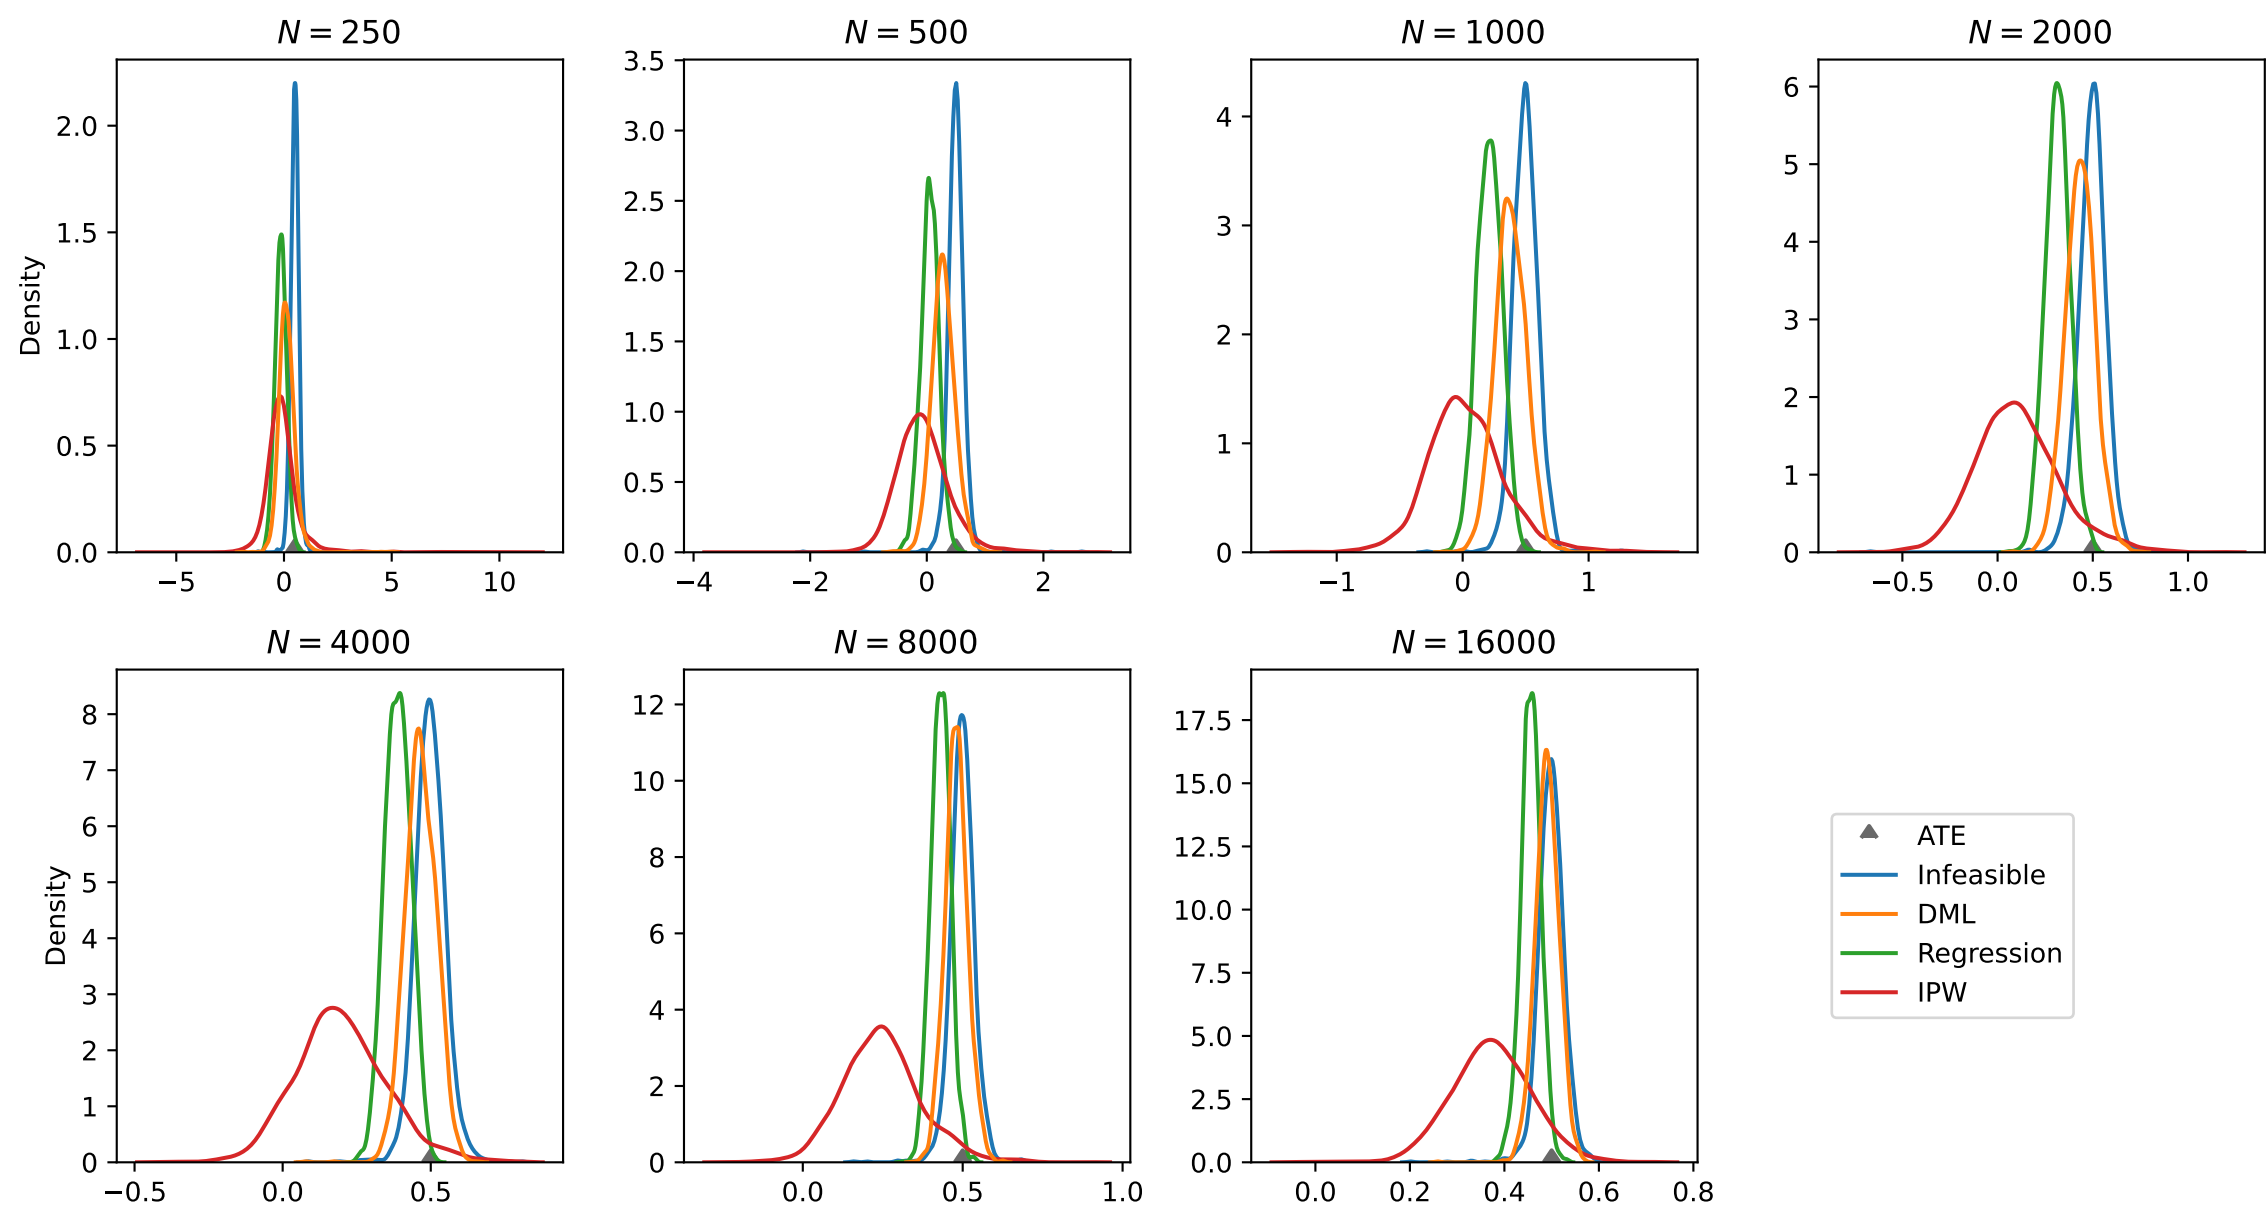 N = 250
N = 500
N = 1000
N = 2000
Density
2.0
1.5
1.0
0.5
0.0
−5 0 5 10
3.5
3.0
2.5
2.0
1.5
1.0
0.5
0.0
−4 −2 0 2
4
3
2
1
0
−1 0 1
6
5
4
3
2
1
0
−0.5 0.0 0.5 1.0
N = 4000
N = 8000
N = 16000
Density
8
7
6
5
4
3
2
1
0
−0.5 0.0 0.5
12
10
8
6
4
2
0
0.0 0.5 1.0
17.5
15.0
12.5
10.0
7.5
5.0
2.5
0.0
0.0 0.2 0.4 0.6 0.8
ATE
Infeasible
DML
Regression
IPW